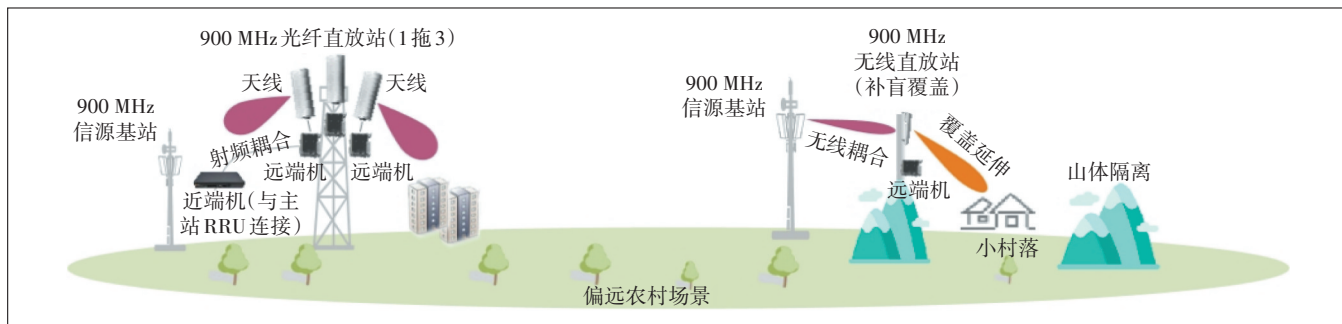 900 MHz光纤直放站(1拖3)
天线
天线
900 MHz
信源基站
射频耦合
远端机
远端机
近端机(与主
站RRU连接)
900 MHz
无线直放站
(补盲覆盖)
900 MHz
信源基站
无线耦合
覆盖延伸
远端机
山体隔离
小村落
偏远农村场景